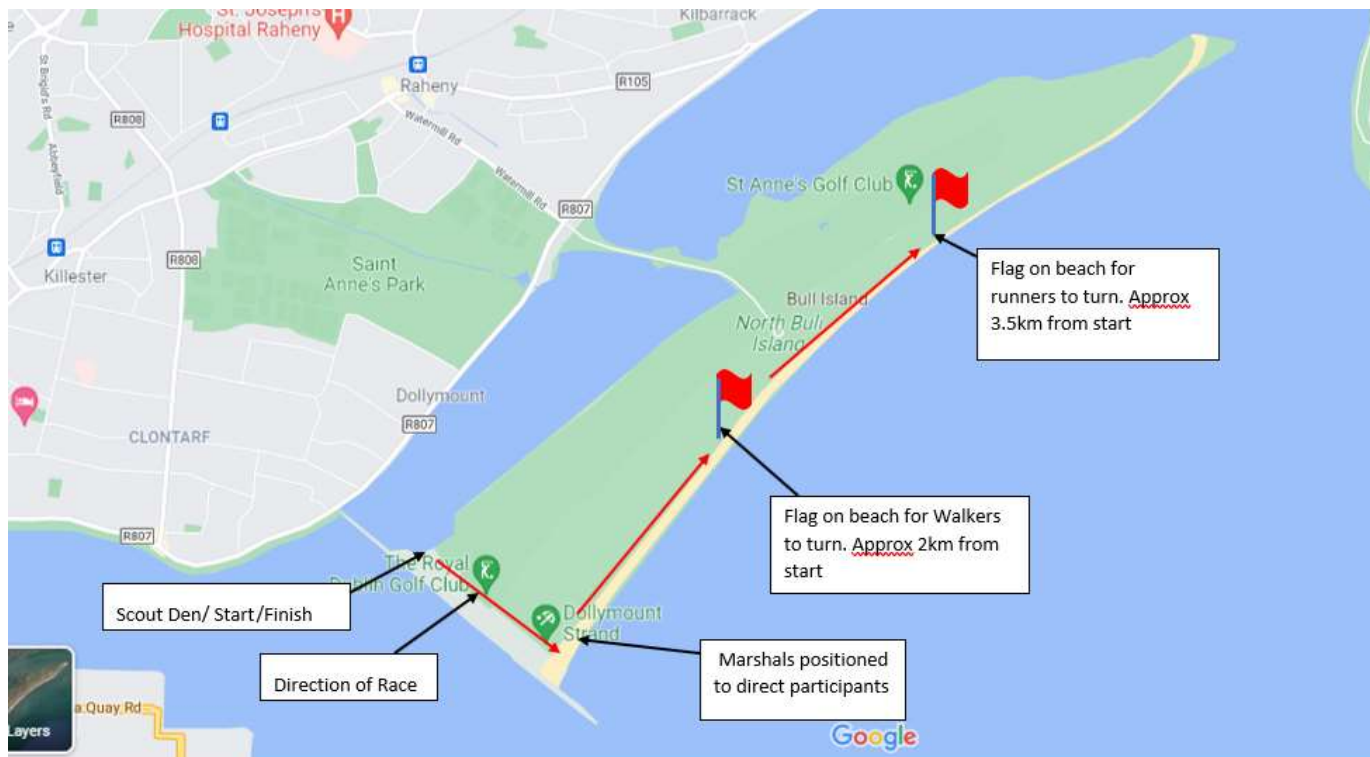 St. Joseph's
Hospital Raheny
Kilbarrack
St Brigid's Rd
R808
Abbeyfield
Raheny
R105
Watermill Rd
Watermill Rd
R807
St Anne's Golf Club
Killester
R808
Saint
Anne's Park
Bull Island
North Bull
Island
Flag on beach for
runners to turn. Approx
3.5km from start
Dollymount
R807
CLONTARF
R807
Flag on beach for Walkers
to turn. Approx 2km from
start
The Royal
Dublin Golf Club
Scout Den/ Start/Finish
Dollymount
Strand
Direction of Race
Marshals positioned
to direct participants
a Quay Rd
Layers
Google